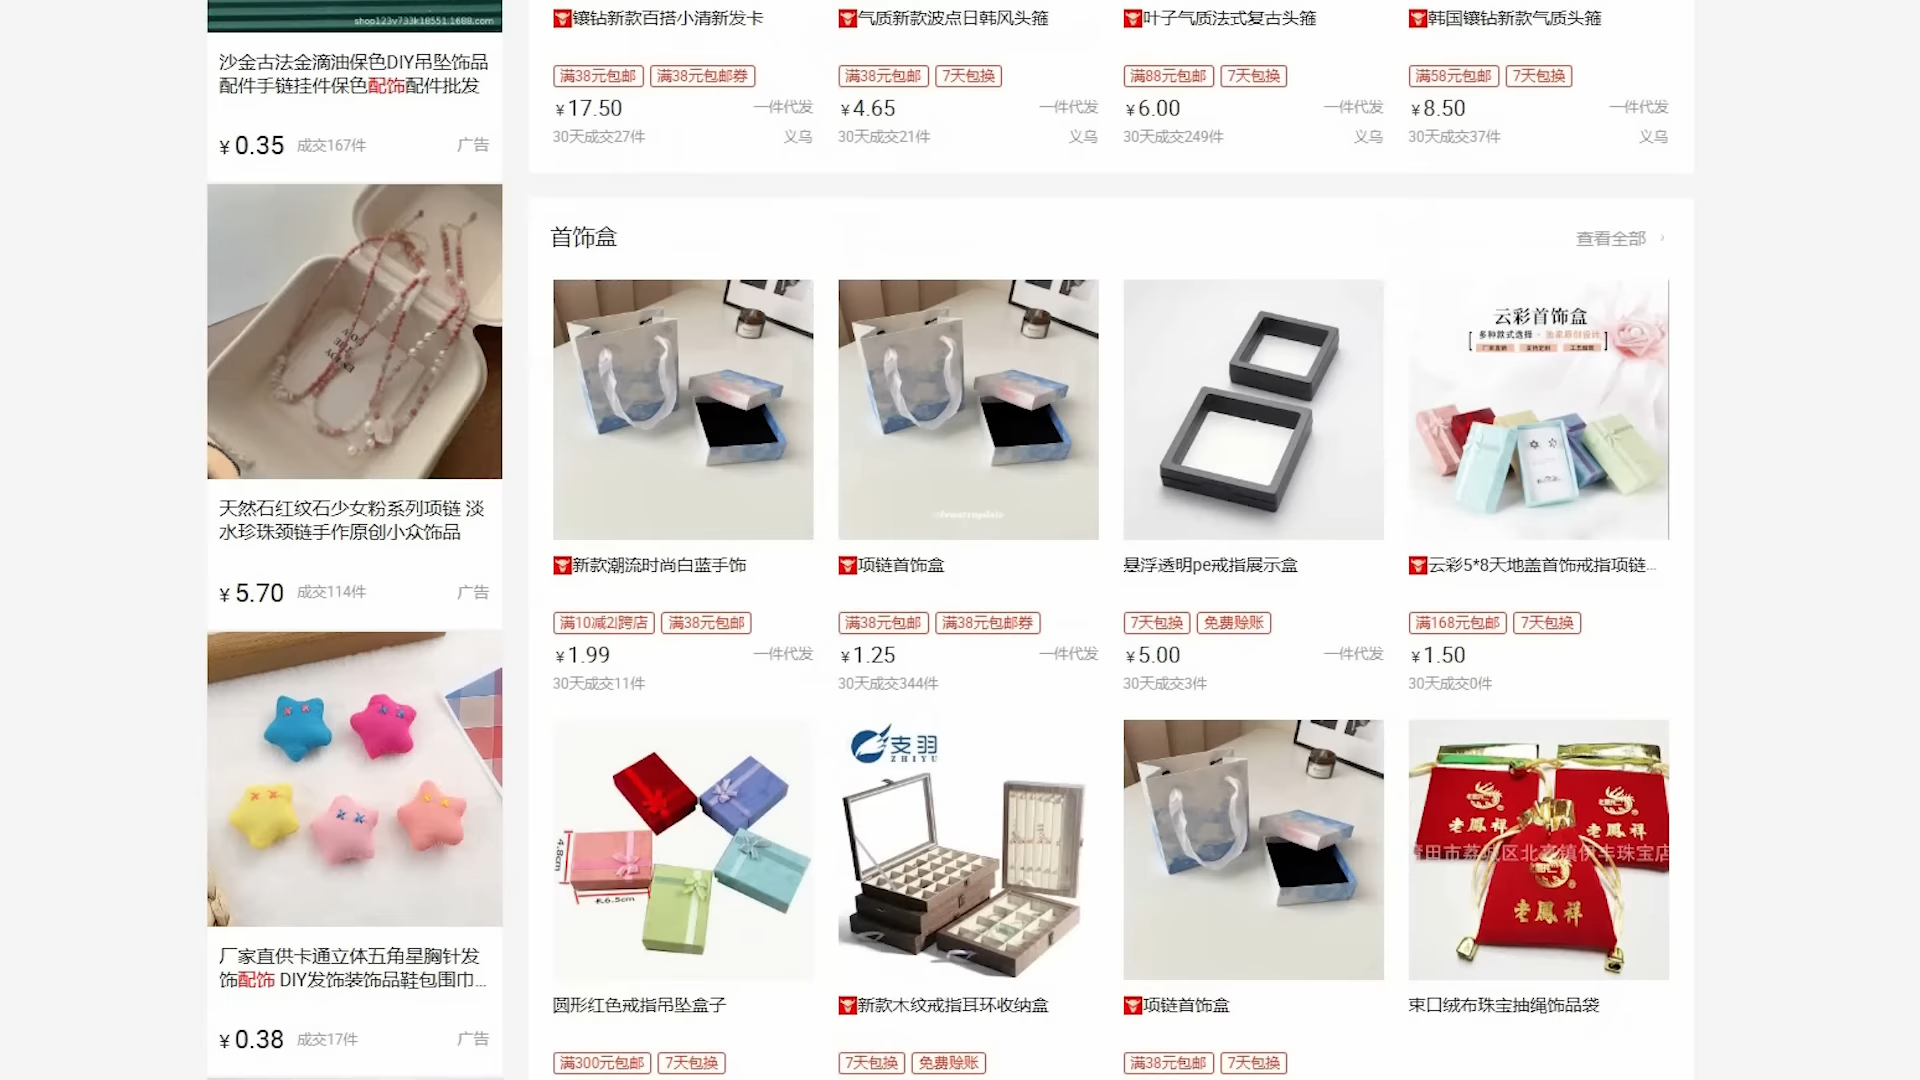 shop123v733k18551.1688.com
沙金古法金滴油保色DIY吊坠饰品
配件手链挂件保色配饰配件批发
¥ 0.35 成交167件 广告
天然石红纹石少女粉系列项链 淡
水珍珠颈链手作原创小众饰品
¥ 5.70 成交114件 广告
厂家直供卡通立体五角星胸针发
饰配饰 DIY发饰装饰品鞋包围巾...
¥ 0.38 成交17件 广告
镶钻新款百搭小清新发卡
满38元包邮 满38元包邮券
¥17.50 一件代发
30天成交27件 义乌
气质新款波点日韩风头箍
满38元包邮 7天包换
¥4.65 一件代发
30天成交21件 义乌
叶子气质法式复古头箍
满88元包邮 7天包换
¥6.00 一件代发
30天成交249件 义乌
韩国镶钻新款气质头箍
满58元包邮 7天包换
¥8.50 一件代发
30天成交37件 义乌
首饰盒
查看全部
新款潮流时尚白蓝手饰
满10减2|跨店 满38元包邮
¥1.99 一件代发
30天成交11件
项链首饰盒
满38元包邮 满38元包邮券
¥1.25 一件代发
30天成交344件
悬浮透明pe戒指展示盒
7天包换 免费赊账
¥5.00 一件代发
30天成交3件
云彩首饰盒
多种款式选择
云彩5*8天地盖首饰戒指项链...
满168元包邮 7天包换
¥1.50
30天成交0件
4.8cm
长6.5cm
圆形红色戒指吊坠盒子
满300元包邮 7天包换
支羽
ZHIYU
新款木纹戒指耳环收纳盒
7天包换 免费赊账
项链首饰盒
满38元包邮 7天包换
老鳳祥
老鳳祥
老鳳祥
束口绒布珠宝抽绳饰品袋